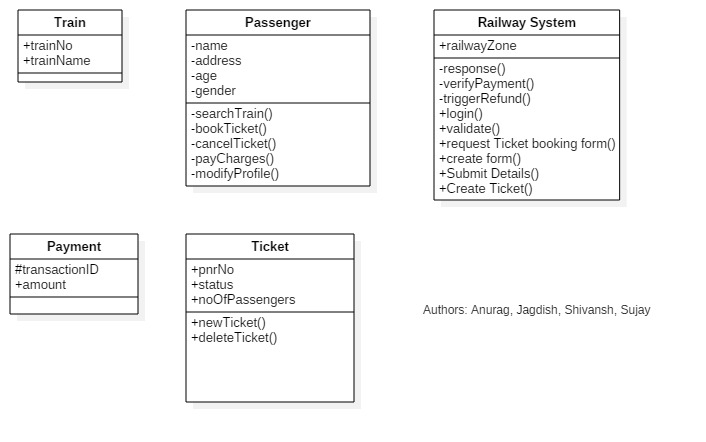 Train
+trainNo
+trainName
Passenger
-name
-address
-age
-gender
-searchTrain()
-bookTicket()
-cancelTicket()
-payCharges()
-modifyProfile()
Railway System
+railwayZone
-response()
-verifyPayment()
-triggerRefund()
+login()
+validate()
+request Ticket booking form()
+create form()
+Submit Details()
+Create Ticket()
Payment
#transactionID
+amount
Ticket
+pnrNo
+status
+noOfPassengers
+newTicket()
+deleteTicket()
Authors: Anurag, Jagdish, Shivansh, Sujay